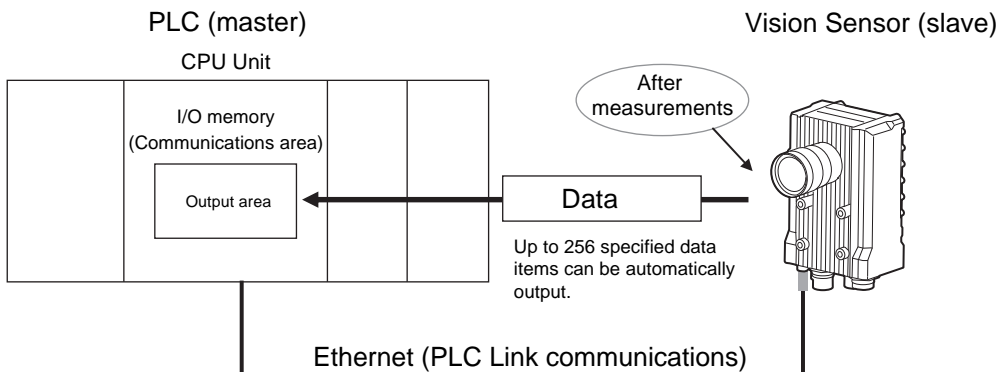 PLC (master)
Vision Sensor (slave)
CPU Unit
I/O memory
(Communications area)
Output area
After
measurements
Data
Up to 256 specified data
items can be automatically
output.
Ethernet (PLC Link communications)